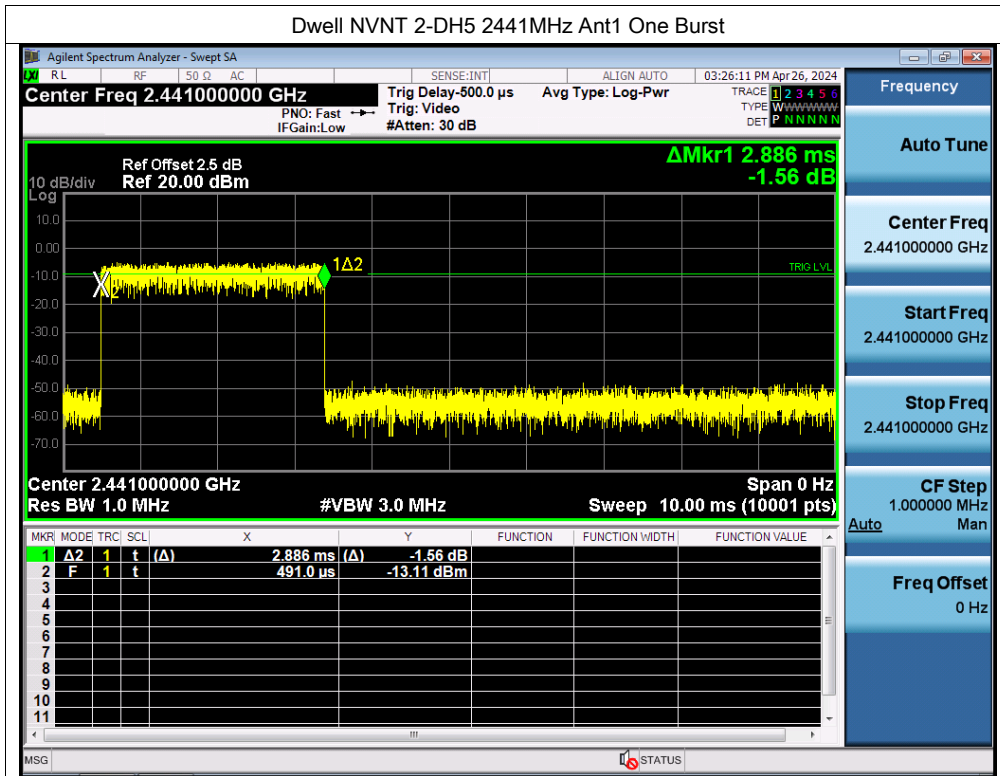 Dwell NVNT 2-DH5 2441MHz Ant1 One Burst
Agilent Spectrum Analyzer - Swept SA
LXI RL RF 50 Ω AC SENSE:INT ALIGN AUTO 03:26:11 PM Apr 26, 2024
Center Freq 2.441000000 GHz
PNO: Fast
IFGain:Low
Trig Delay-500.0 µs
Trig: Video
#Atten: 30 dB
Avg Type: Log-Pwr
TRACE 1 2 3 4 5 6
TYPE WWWWWWW
DET P N N N N N
ΔMkr1 2.886 ms
-1.56 dB
Ref Offset 2.5 dB
10 dB/div Ref 20.00 dBm
Log
10.0
0.00
-10.0
-20.0
-30.0
-40.0
-50.0
-60.0
-70.0
1Δ2
2
TRIG LVL
Center 2.441000000 GHz Span 0 Hz
Res BW 1.0 MHz #VBW 3.0 MHz Sweep 10.00 ms (10001 pts)
MKR MODE TRC SCL X Y FUNCTION FUNCTION WIDTH FUNCTION VALUE
1 Δ2 1 t (Δ) 2.886 ms (Δ) -1.56 dB
2 F 1 t 491.0 µs -13.11 dBm
3
4
5
6
7
8
9
10
11
MSG STATUS
Frequency
Auto Tune
Center Freq
2.441000000 GHz
Start Freq
2.441000000 GHz
Stop Freq
2.441000000 GHz
CF Step
1.000000 MHz
Auto Man
Freq Offset
0 Hz